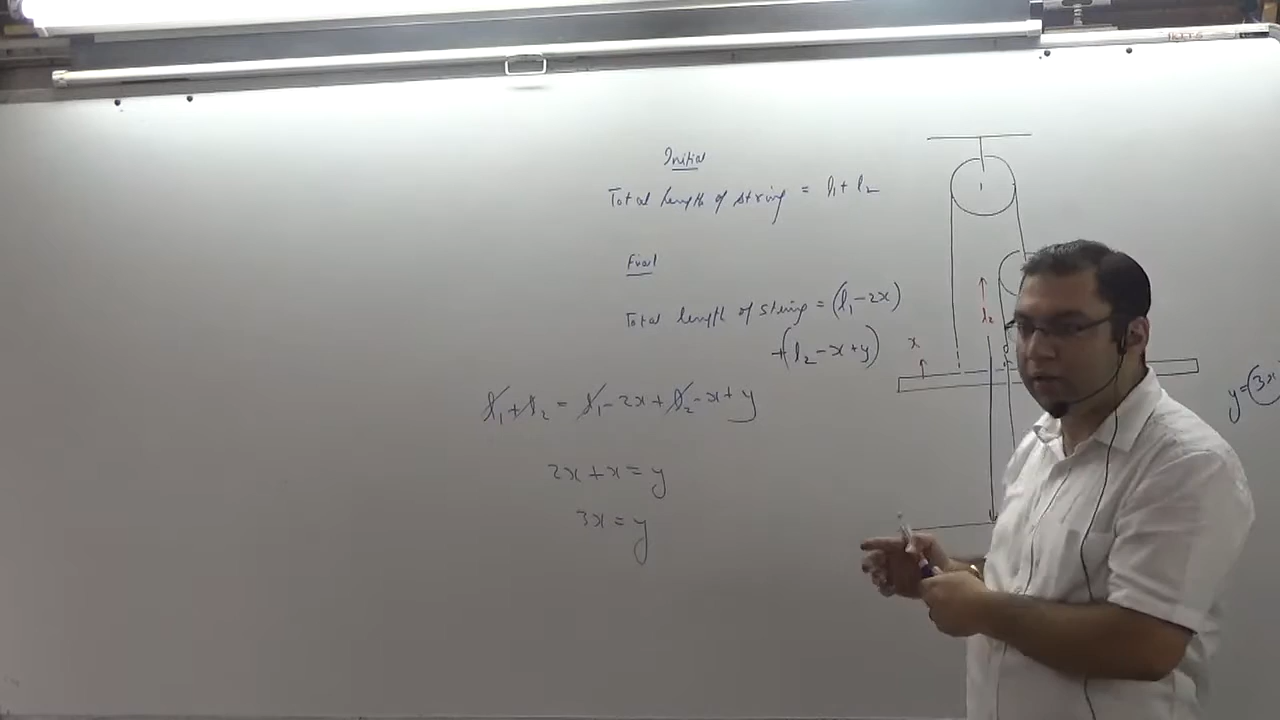 Initial
Total length of string = l₁ + l₂
Final
Total length of string = (l₁ - 2x)
+(l₂ - x + y)
l₁ + l₂ = l₁ - 2x + l₂ - x + y
2x + x = y
3x = y
1
l₂
x
y = 3x